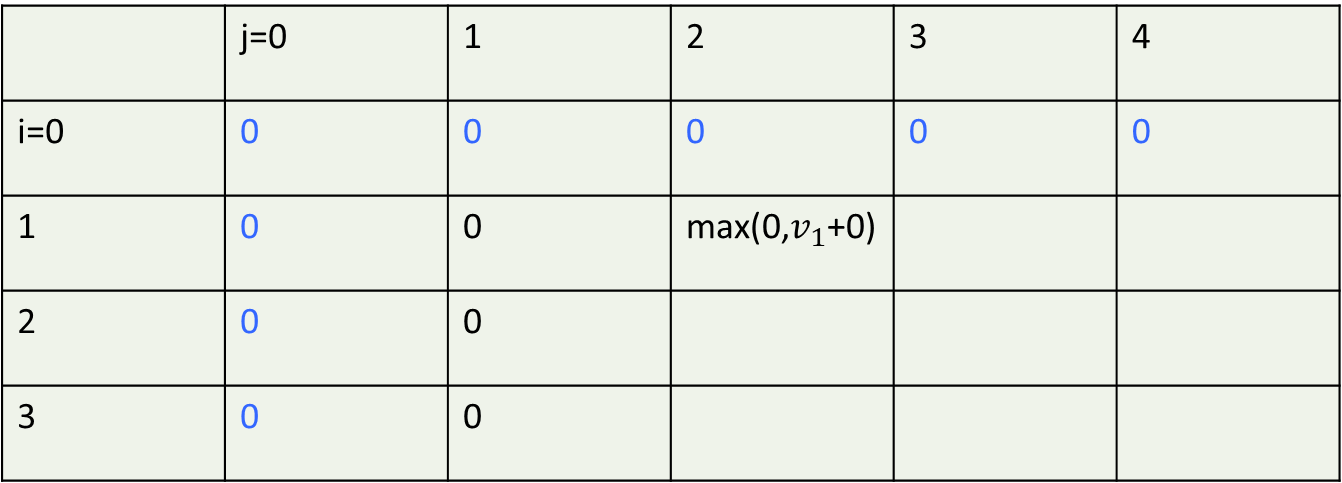 j=0 1 2 3 4
i=0 0 0 0 0 0
1 0 0 max(0,𝑣₁+0)
2 0 0
3 0 0